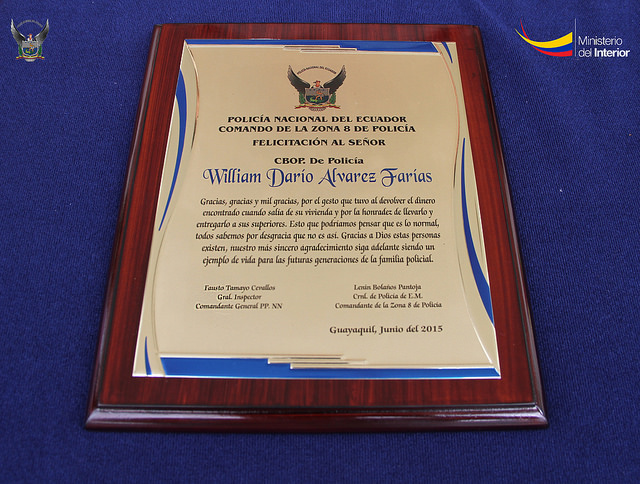 Ministerio
del Interior
POLICÍA NACIONAL DEL ECUADOR
COMANDO DE LA ZONA 8 DE POLICÍA
FELICITACIÓN AL SEÑOR
CBOP. De Policía
William Darío Alvarez Farías
Gracias, gracias y mil gracias, por el gesto que tuvo al devolver el dinero
encontrado cuando salía de su vivienda y por la honradez de llevarlo y
entregarlo a sus superiores. Esto que podríamos pensar que es lo normal,
todos sabemos por desgracia que no es así. Gracias a Dios estas personas
existen, nuestro más sincero agradecimiento siga adelante siendo un
ejemplo de vida para las futuras generaciones de la familia policial.
Fausto Tamayo Cevallos
Gral. Inspector
Comandante General PP. NN
Lenin Bolaños Pantoja
Crnl. de Policía de E.M.
Comandante de la Zona 8 de Policía
Guayaquil, Junio del 2015